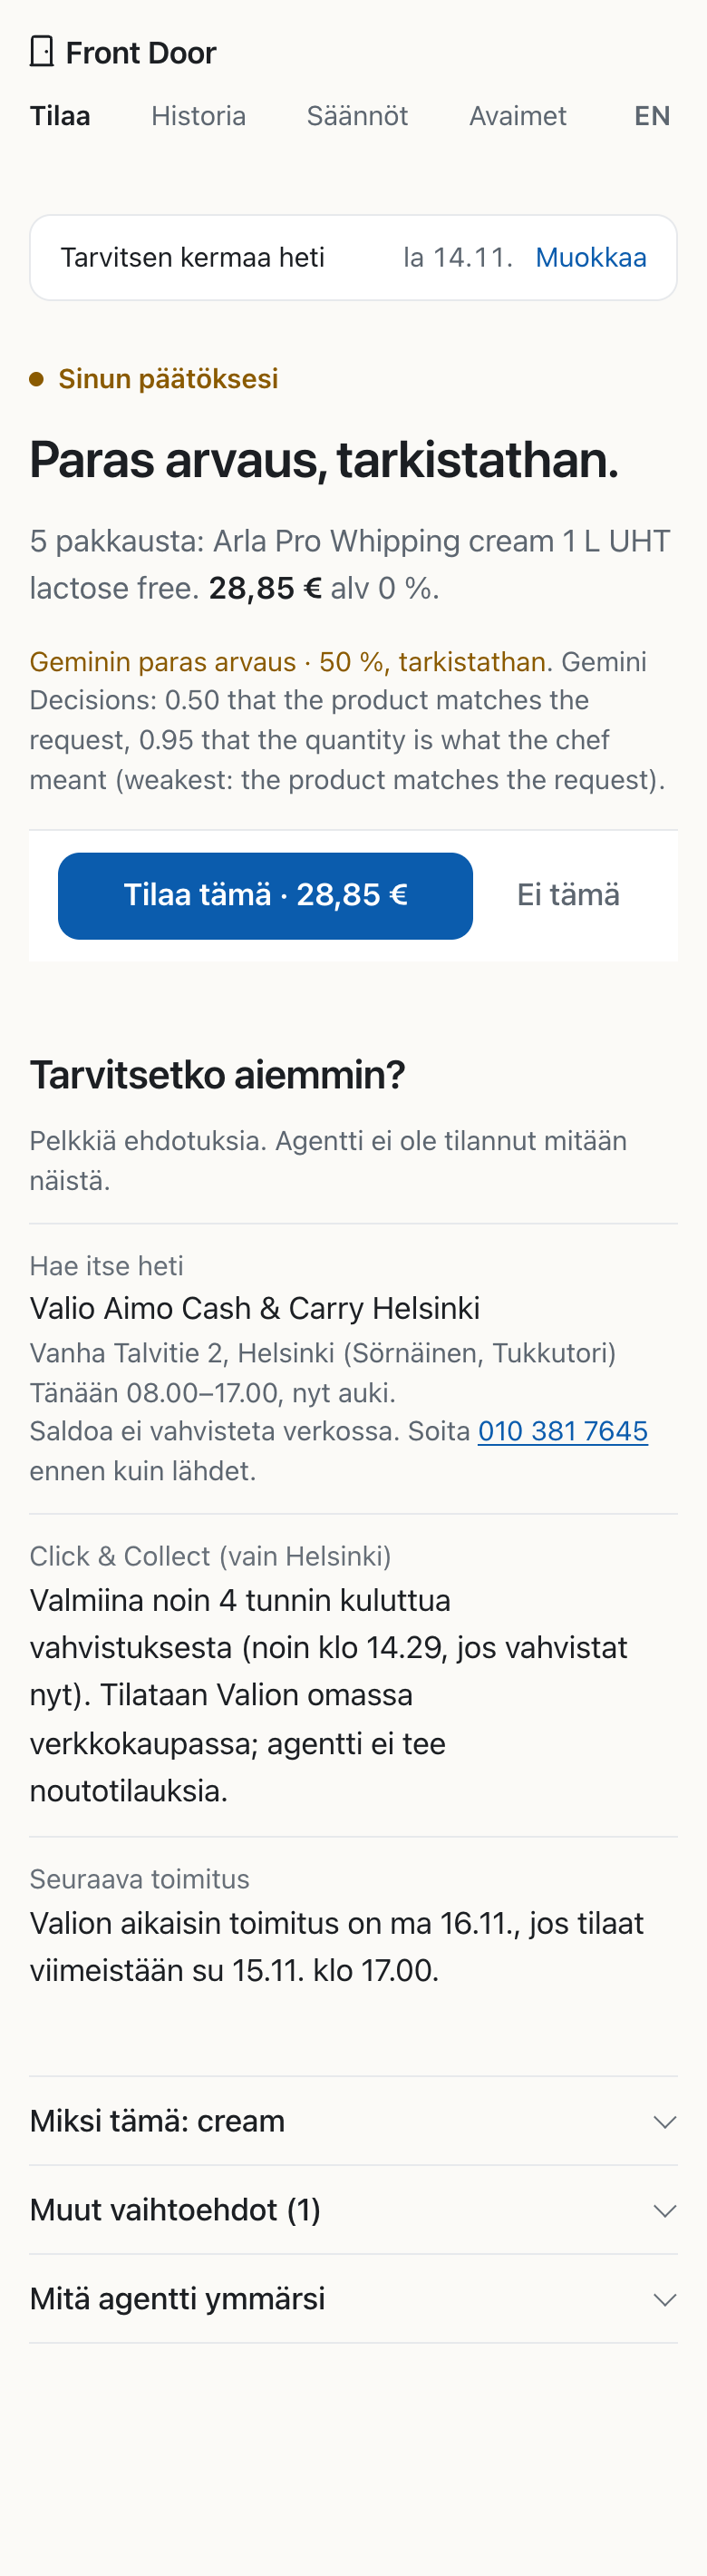 Front Door
Tilaa Historia Säännöt Avaimet EN
Tarvitsen kermaa heti la 14.11. Muokkaa
Sinun päätöksesi
Paras arvaus, tarkistathan.
5 pakkausta: Arla Pro Whipping cream 1 L UHT
lactose free. 28,85 € alv 0 %.
Geminin paras arvaus · 50 %, tarkistathan. Gemini
Decisions: 0.50 that the product matches the
request, 0.95 that the quantity is what the chef
meant (weakest: the product matches the request).
Tilaa tämä · 28,85 € Ei tämä
Tarvitsetko aiemmin?
Pelkkiä ehdotuksia. Agentti ei ole tilannut mitään
näistä.
Hae itse heti
Valio Aimo Cash & Carry Helsinki
Vanha Talvitie 2, Helsinki (Sörnäinen, Tukkutori)
Tänään 08.00–17.00, nyt auki.
Saldoa ei vahvisteta verkossa. Soita 010 381 7645
ennen kuin lähdet.
Click & Collect (vain Helsinki)
Valmiina noin 4 tunnin kuluttua
vahvistuksesta (noin klo 14.29, jos vahvistat
nyt). Tilataan Valion omassa
verkkokaupassa; agentti ei tee
noutotilauksia.
Seuraava toimitus
Valion aikaisin toimitus on ma 16.11., jos tilaat
viimeistään su 15.11. klo 17.00.
Miksi tämä: cream
Muut vaihtoehdot (1)
Mitä agentti ymmärsi